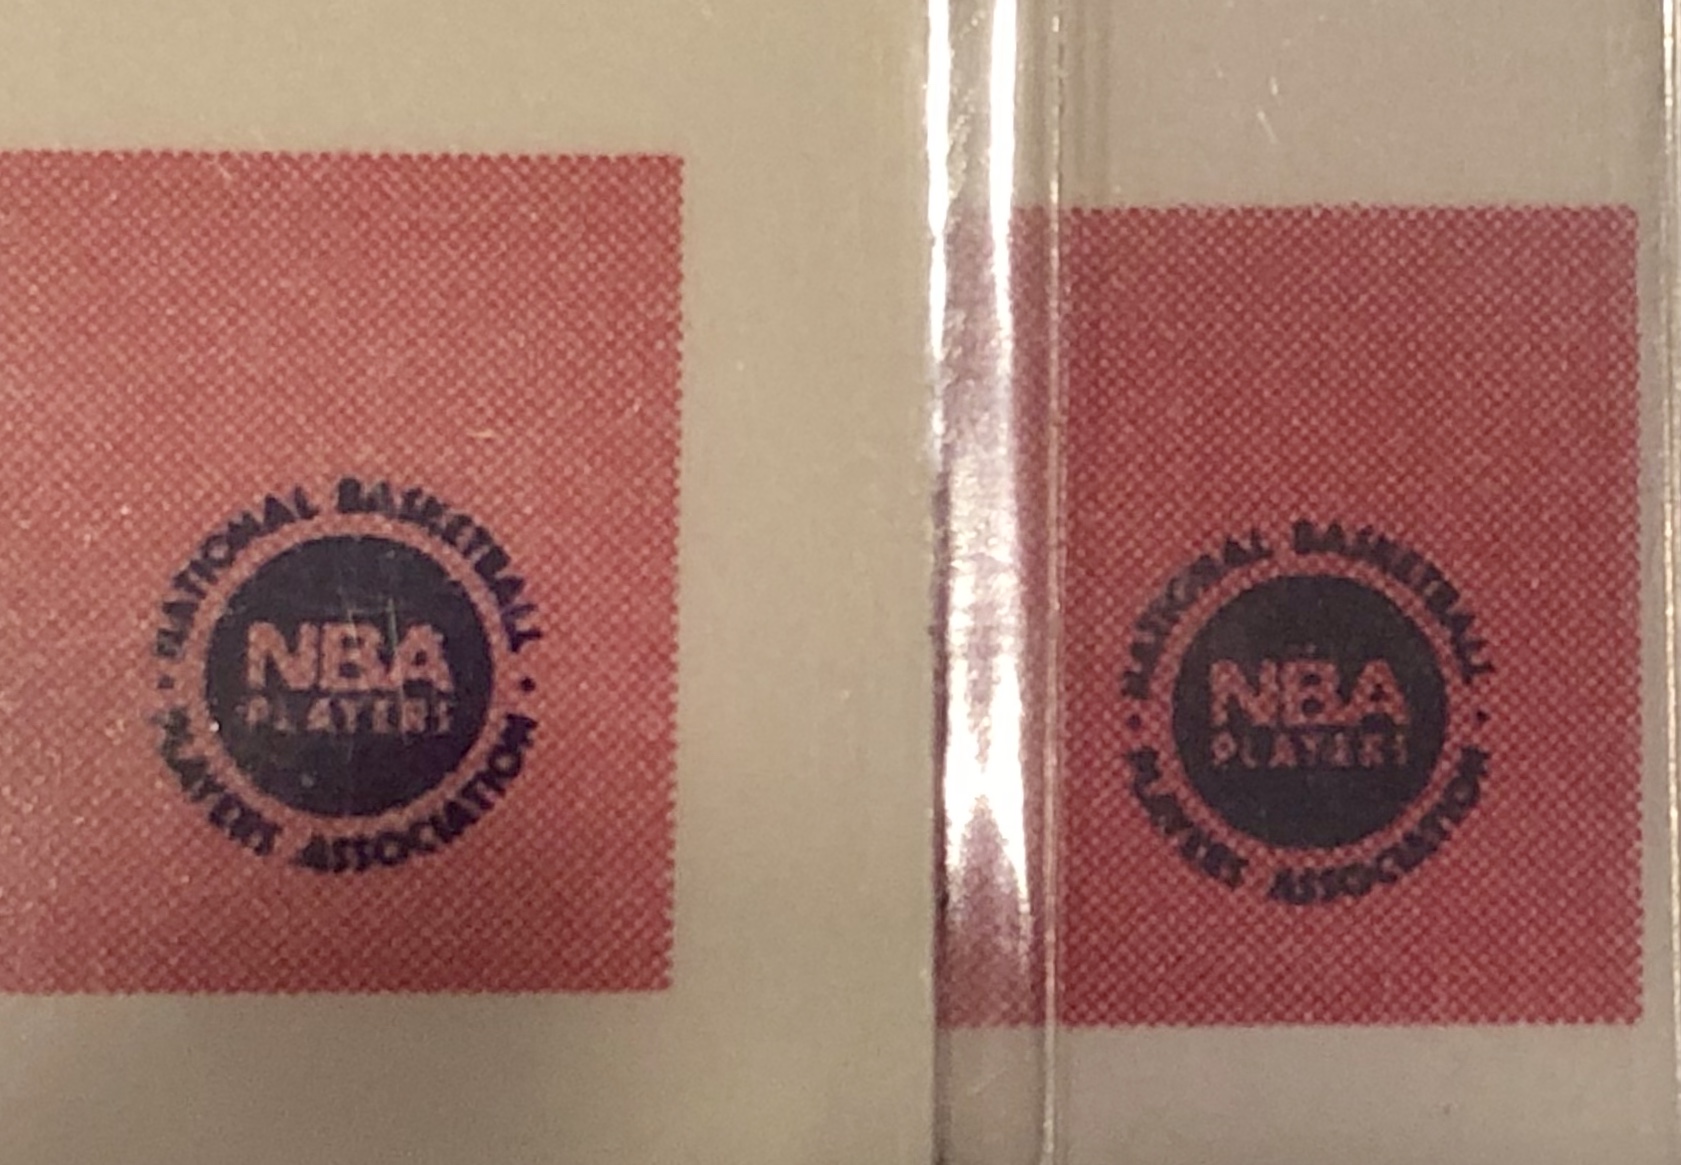 NATIONAL BASKETBALL
NBA
PLAYERS
PLAYERS ASSOCIATION
NATIONAL BASKETBALL
NBA
PLAYERS
PLAYERS ASSOCIATION